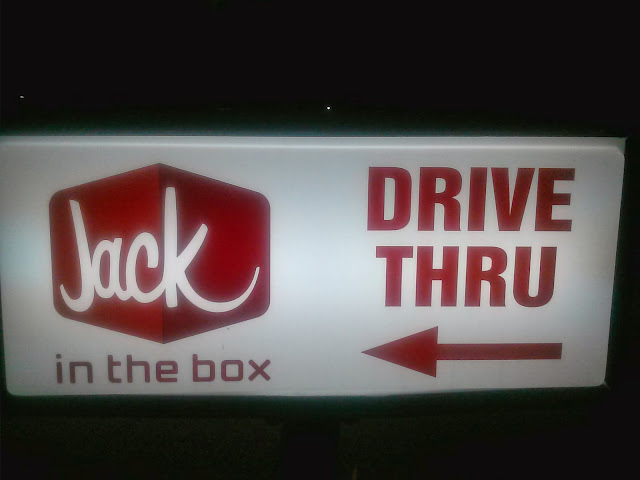 Jack
in the box
DRIVE
THRU